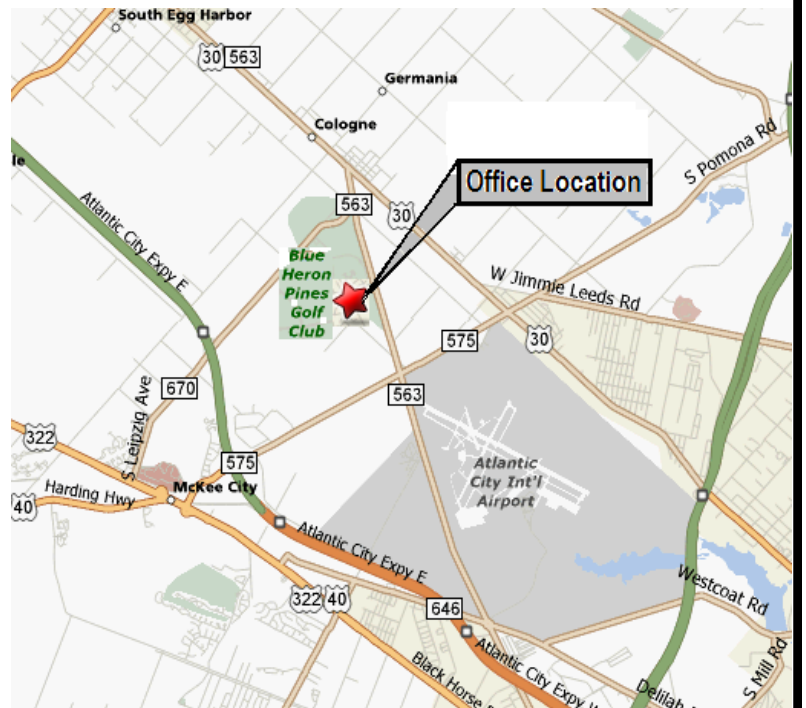 South Egg Harbor
30 563
Germania
Cologne
S Pomona Rd
le
Office Location
563
30
Atlantic City Expy E
Blue
Heron
Pines
Golf
Club
W Jimmie Leeds Rd
575
30
670
563
S Leipzig Ave
322
575
Atlantic
City Int'l
Airport
McKee City
Harding Hwy
40
Atlantic City Expy E
Westcoat Rd
322 40
646
Atlantic City Expy W
Black Horse
Delilah
S Mill Rd